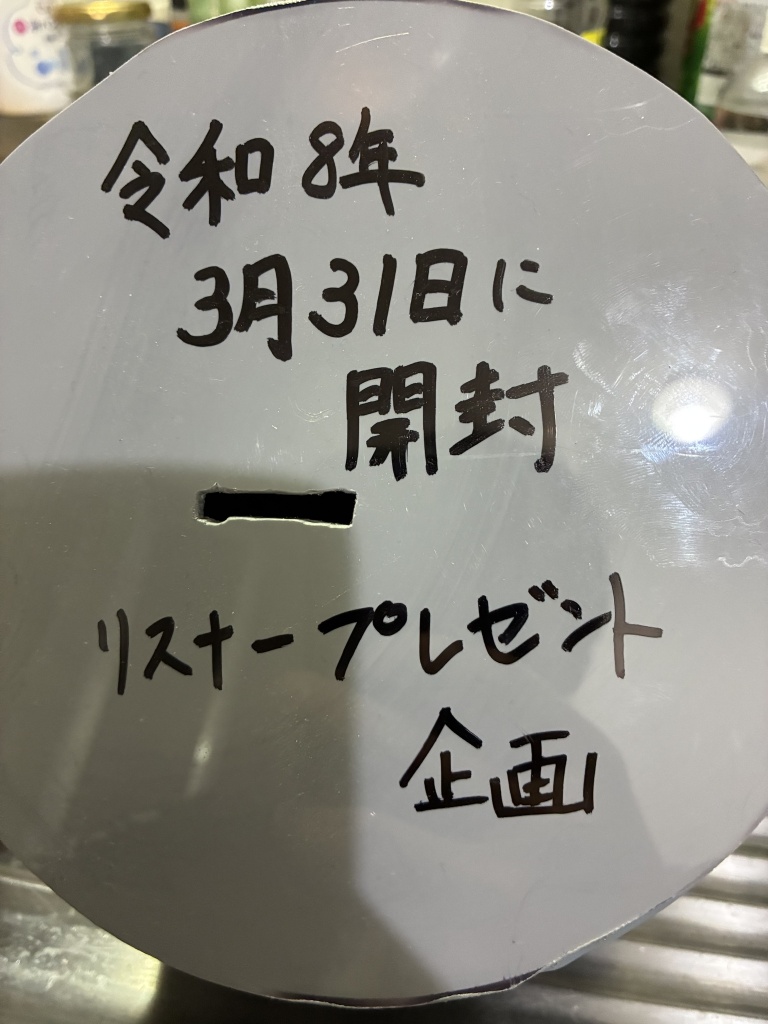 令和8年
3月31日に
開封
リスナープレゼント
企画